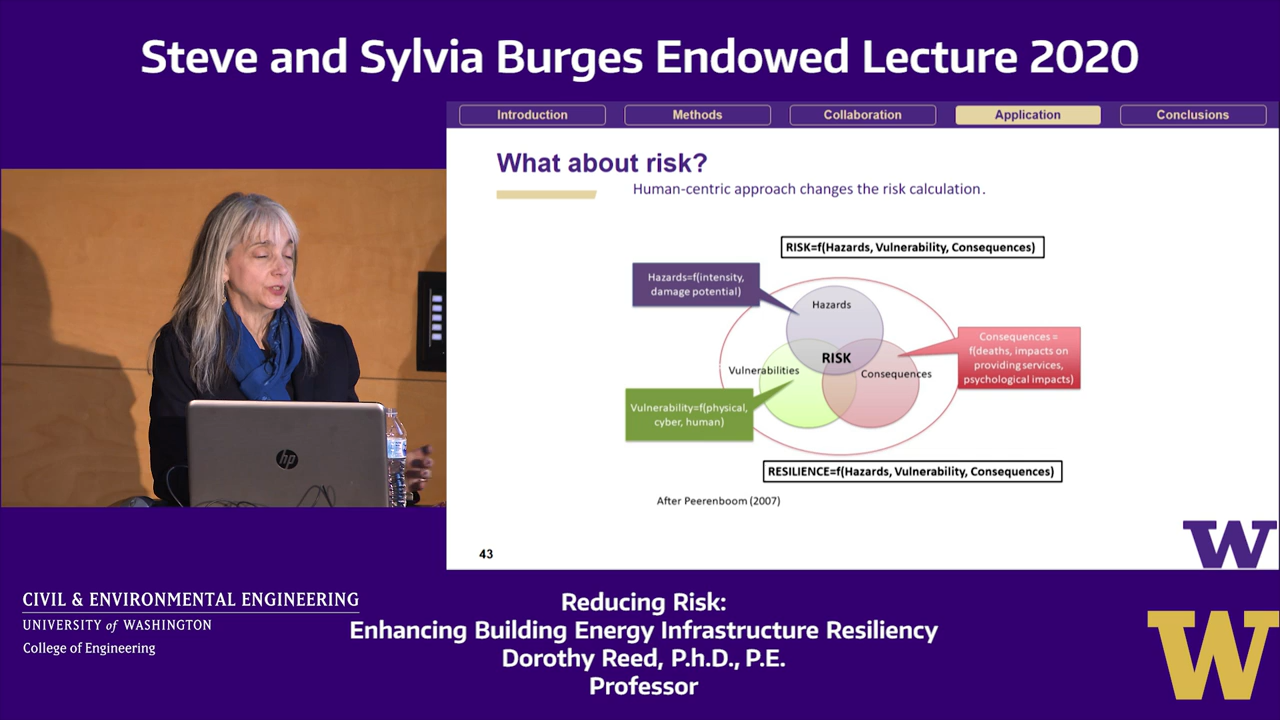 Steve and Sylvia Burges Endowed Lecture 2020
Introduction
Methods
Collaboration
Application
Conclusions
What about risk?
Human-centric approach changes the risk calculation.
RISK=f(Hazards, Vulnerability, Consequences)
Hazards=f(intensity,
damage potential)
Hazards
Consequences =
f(deaths, impacts on
providing services,
psychological impacts)
RISK
Vulnerabilities
Consequences
Vulnerability=f(physical,
cyber, human)
RESILIENCE=f(Hazards, Vulnerability, Consequences)
After Peerenboom (2007)
43
W
hp
CIVIL & ENVIRONMENTAL ENGINEERING
UNIVERSITY of WASHINGTON
College of Engineering
Reducing Risk:
Enhancing Building Energy Infrastructure Resiliency
Dorothy Reed, P.h.D., P.E.
Professor
W